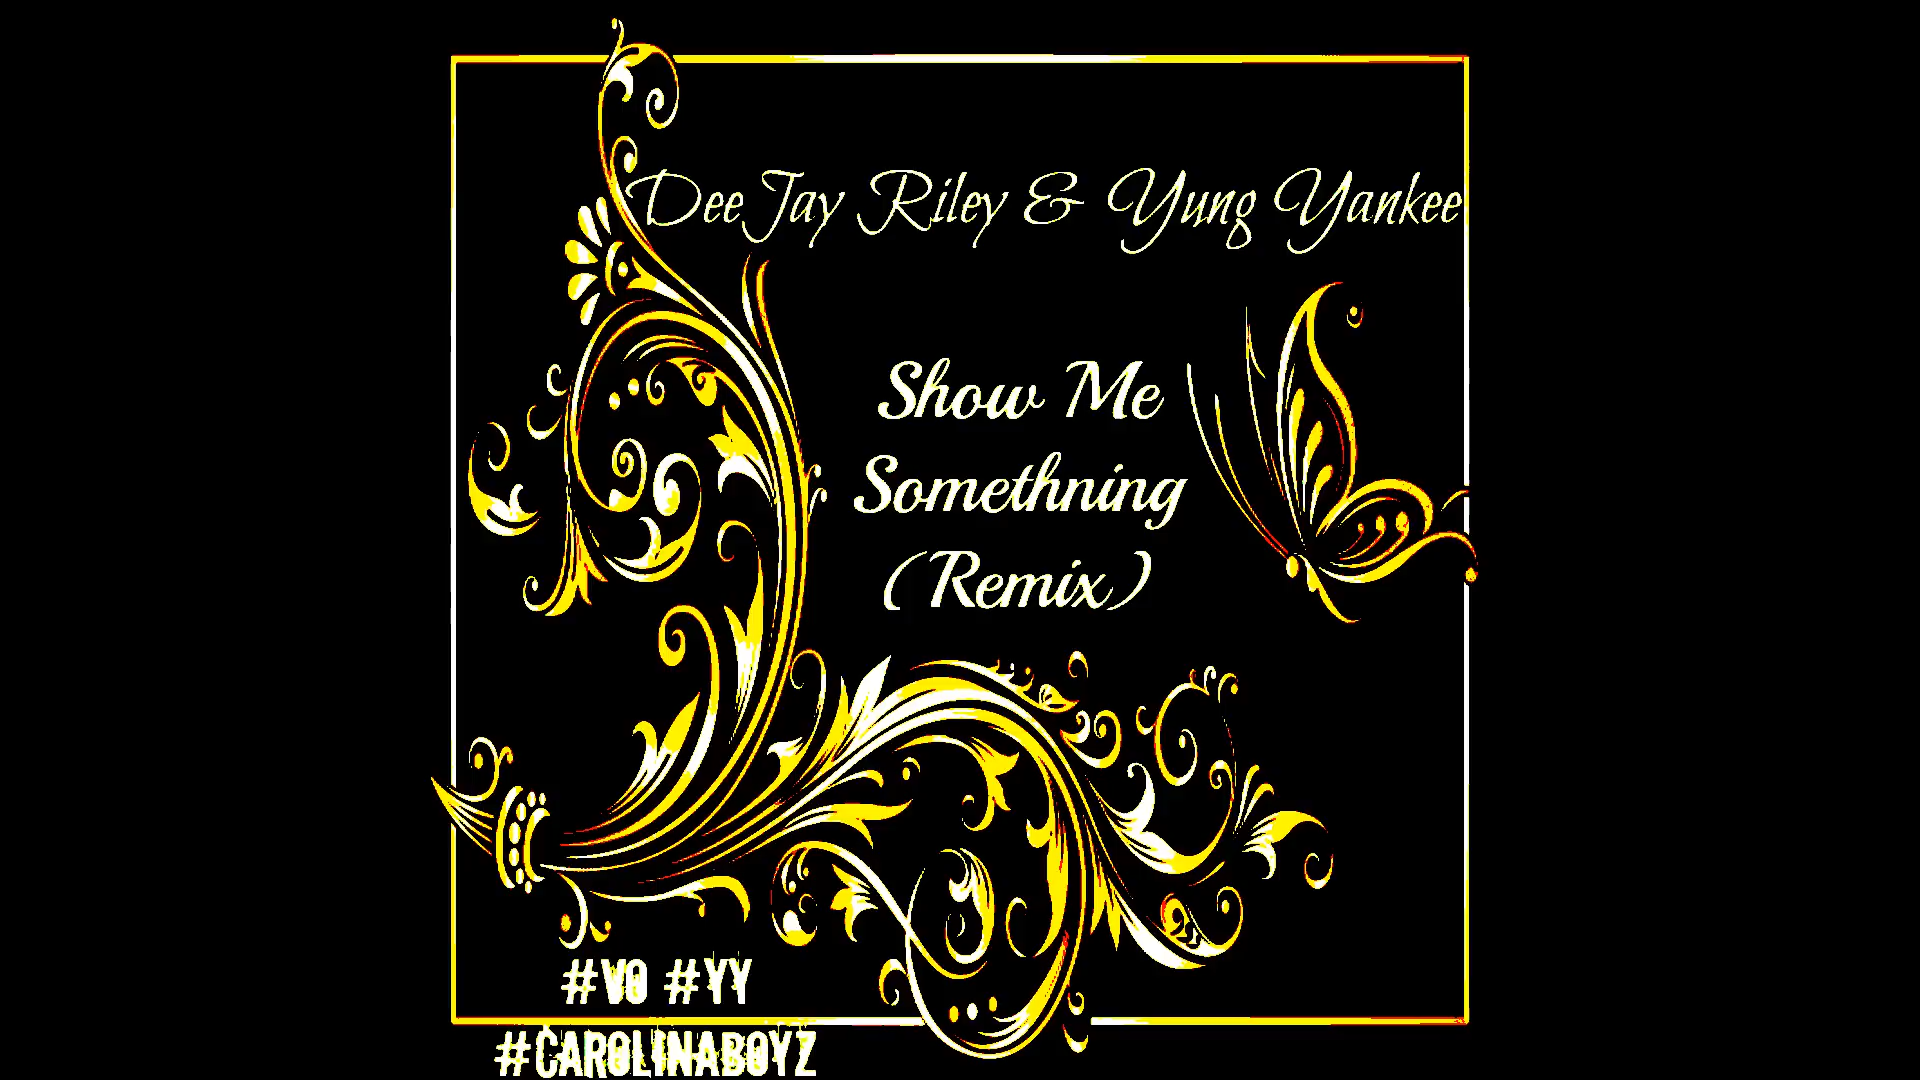 DeeJay Riley & Yung Yankee
Show Me
Somethning
(Remix)
#VO #YY
#CAROLINABOYZ